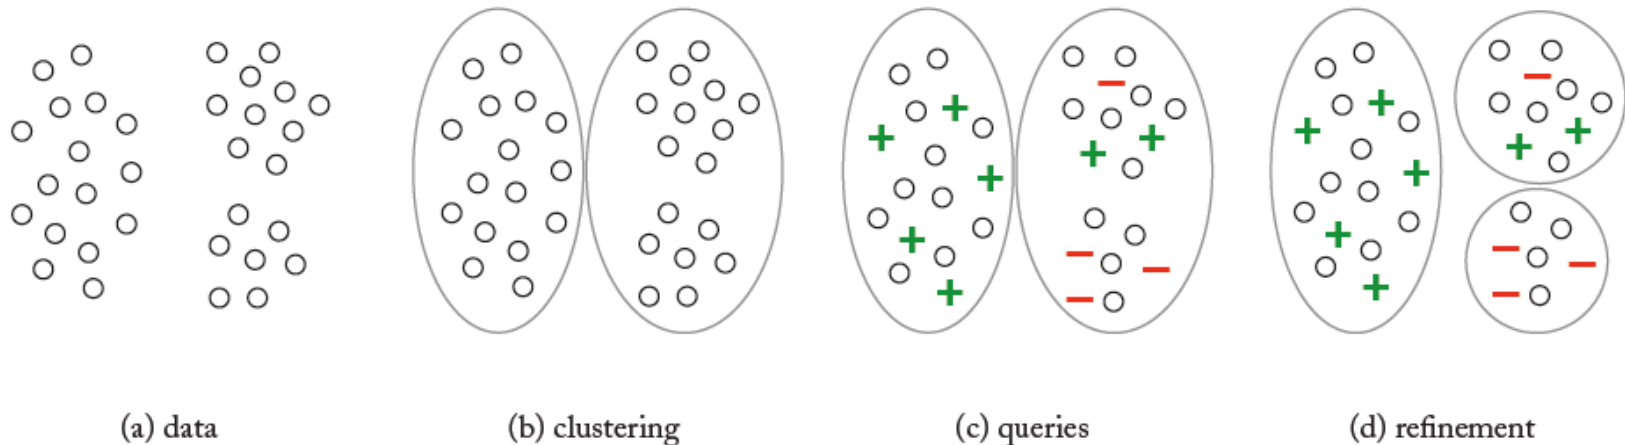 (a) data
(b) clustering
(c) queries
(d) refinement